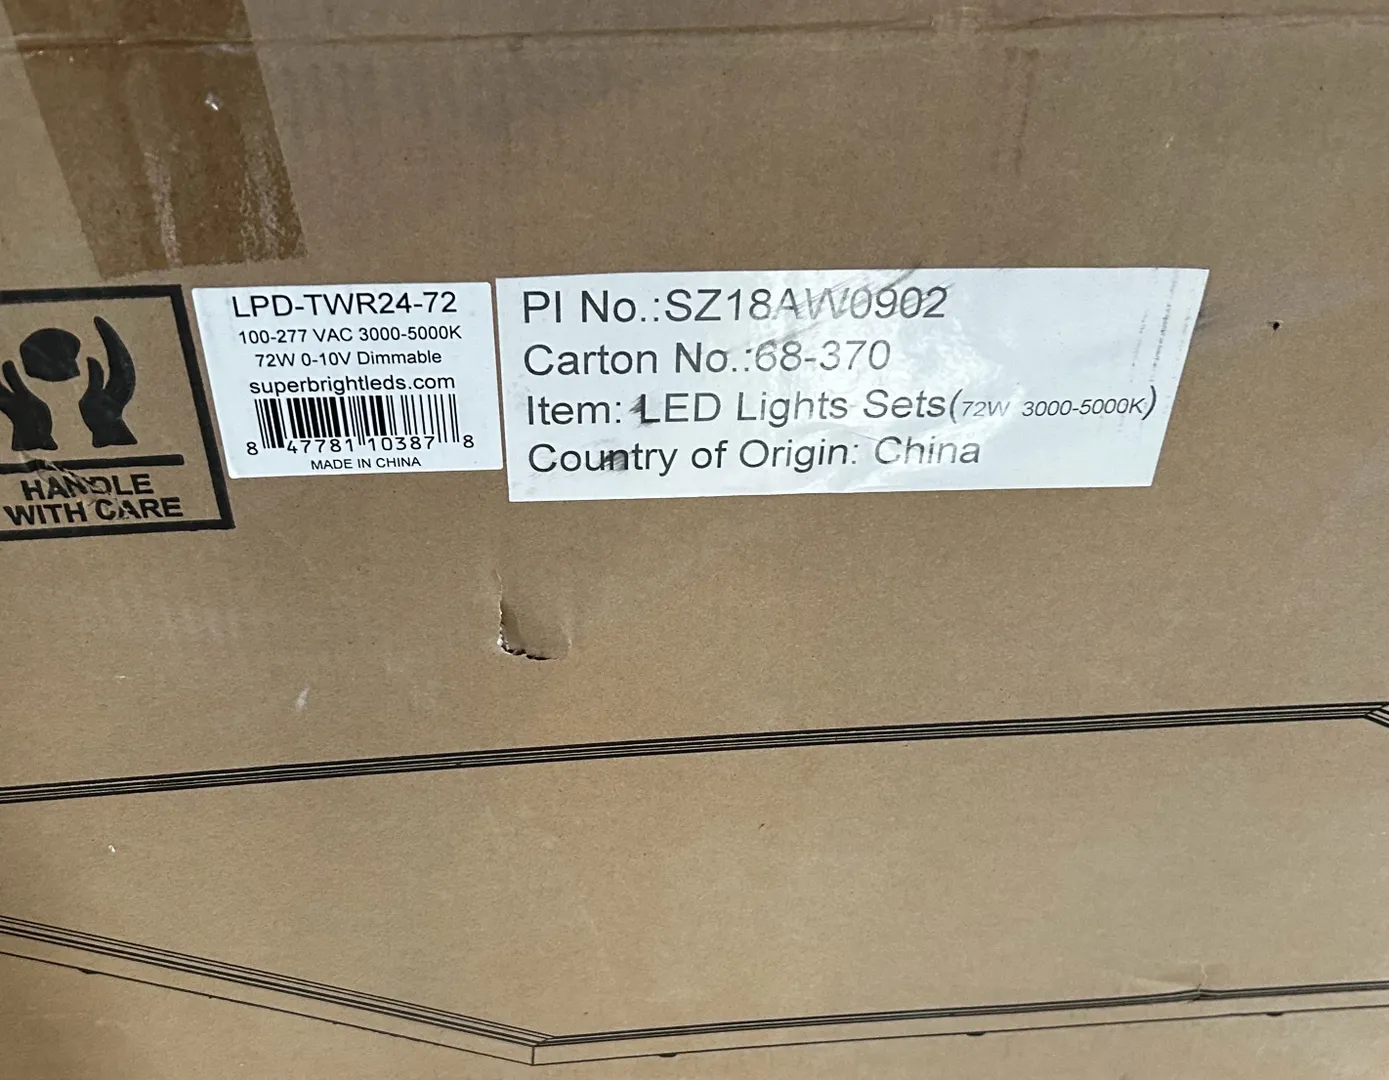 HANDLE
WITH CARE
LPD-TWR24-72
100-277 VAC 3000-5000K
72W 0-10V Dimmable
superbrightleds.com
8 47781 10387 8
MADE IN CHINA
PI No.:SZ18AW0902
Carton No.:68-370
Item: LED Lights Sets(72W 3000-5000K)
Country of Origin: China